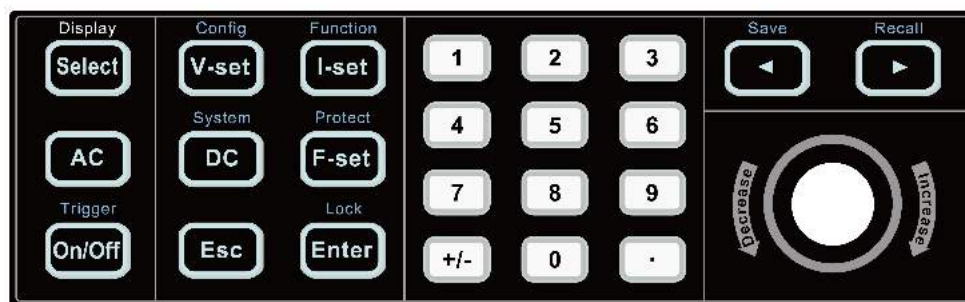 Display Config Function Save Recall
Select V-set I-set 1 2 3 ◄ ►
System Protect
AC DC F-set 4 5 6
Decrease Increase
7 8 9
Trigger Lock
On/Off Esc Enter +/- 0 .